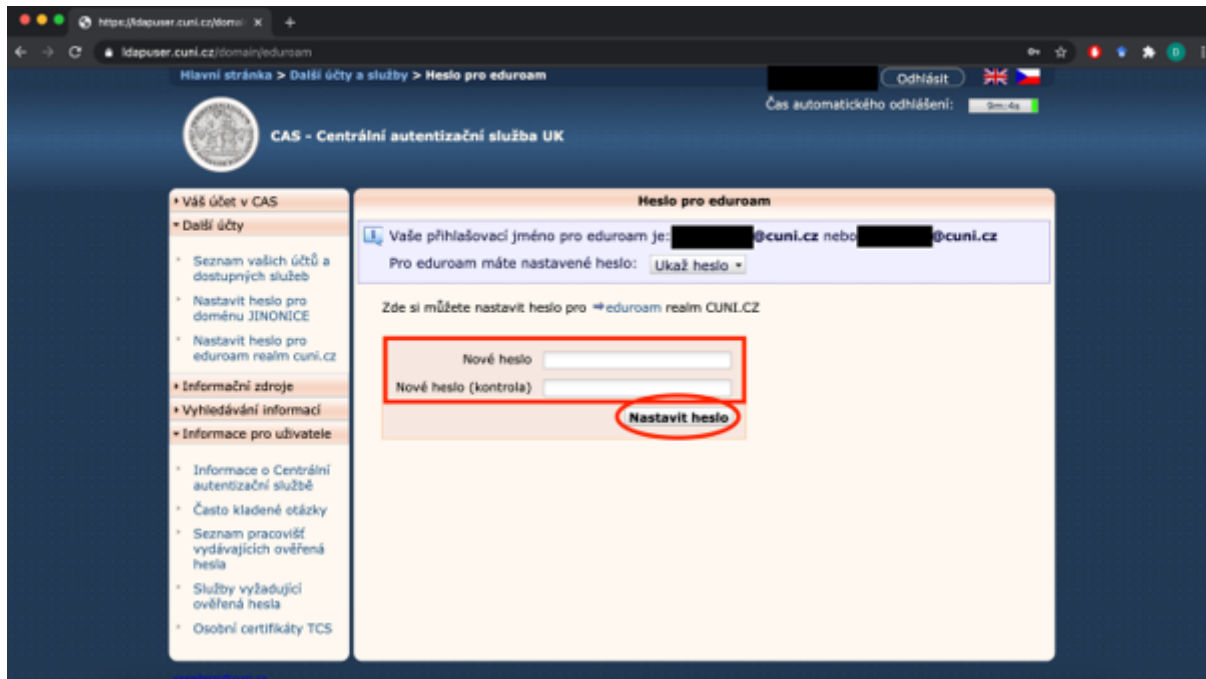 https://ldapuser.cuni.cz/domai
ldapuser.cuni.cz/domain/eduroam
Hlavní stránka > Další účty a služby > Heslo pro eduroam
Odhlásit
Čas automatického odhlášení: 9m:4s
CAS - Centrální autentizační služba UK
Váš účet v CAS
Další účty
Seznam vašich účtů a
dostupných služeb
Nastavit heslo pro
doménu JINONICE
Nastavit heslo pro
eduroam realm cuni.cz
Informační zdroje
Vyhledávání informací
Informace pro uživatele
Informace o Centrální
autentizační službě
Často kladené otázky
Seznam pracovišť
vydávajících ověřená
hesla
Služby vyžadující
ověřená hesla
Osobní certifikáty TCS
Heslo pro eduroam
Vaše přihlašovací jméno pro eduroam je: @cuni.cz nebo @cuni.cz
Pro eduroam máte nastavené heslo: Ukaž heslo
Zde si můžete nastavit heslo pro eduroam realm CUNI.CZ
Nové heslo
Nové heslo (kontrola)
Nastavit heslo